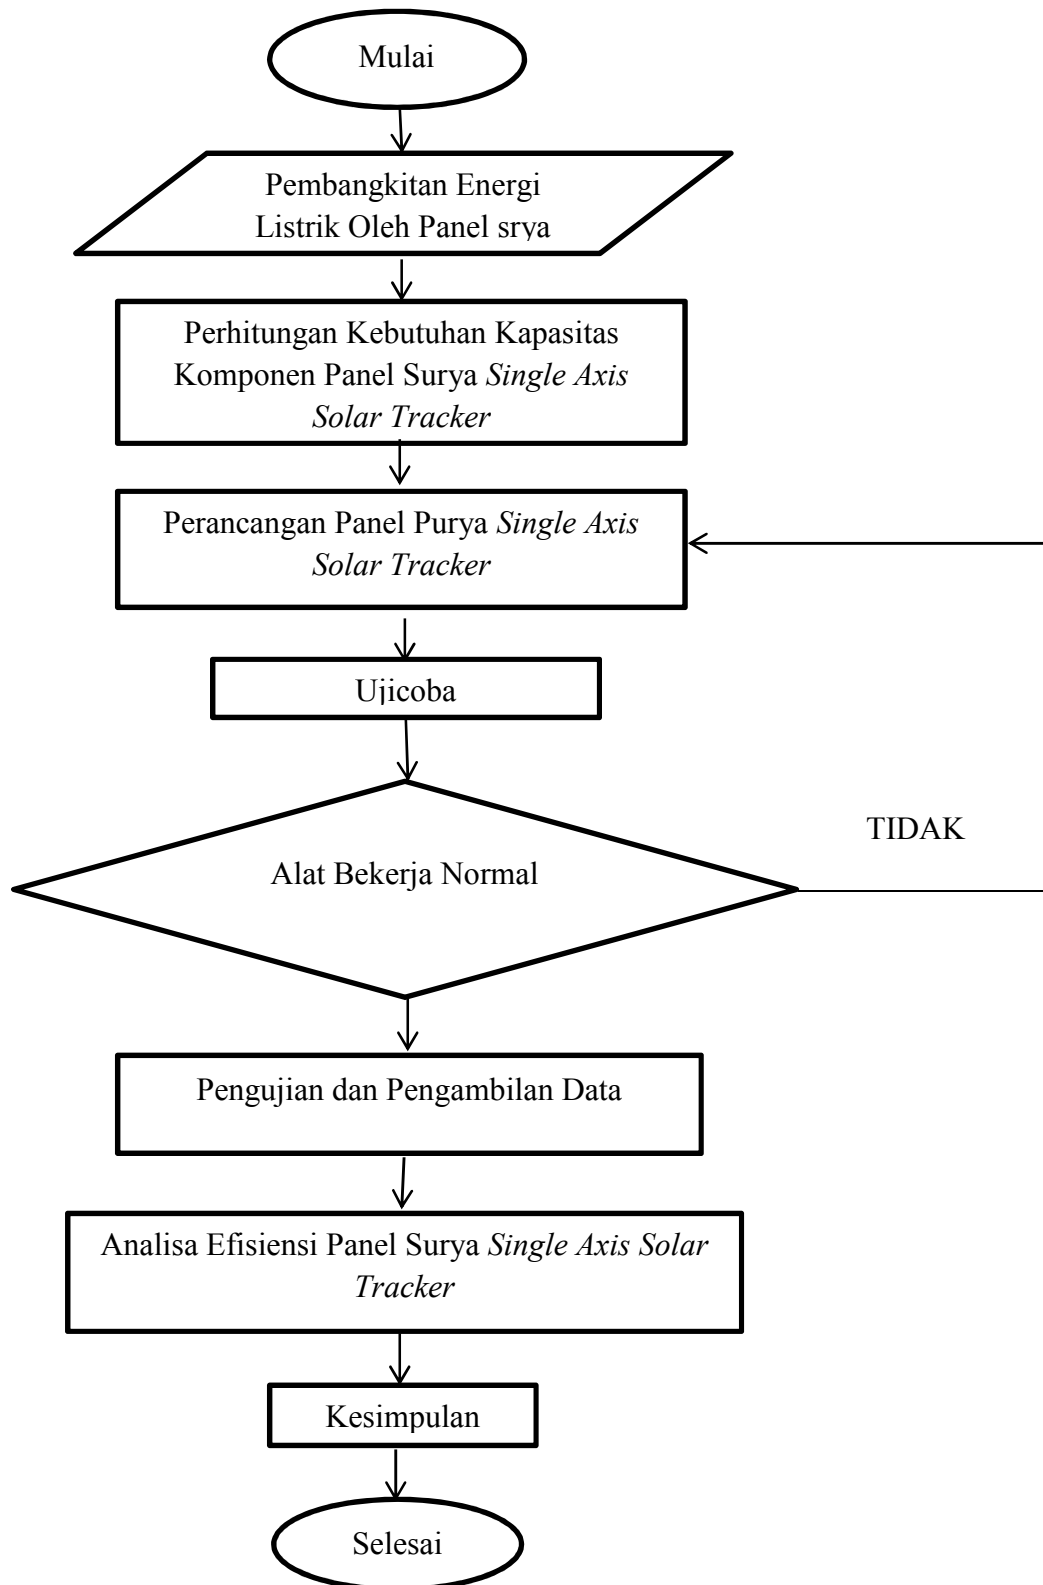 Mulai
Pembangkitan Energi
Listrik Oleh Panel srya
Perhitungan Kebutuhan Kapasitas
Komponen Panel Surya Single Axis
Solar Tracker
Perancangan Panel Purya Single Axis
Solar Tracker
Ujicoba
TIDAK
Alat Bekerja Normal
Pengujian dan Pengambilan Data
Analisa Efisiensi Panel Surya Single Axis Solar
Tracker
Kesimpulan
Selesai